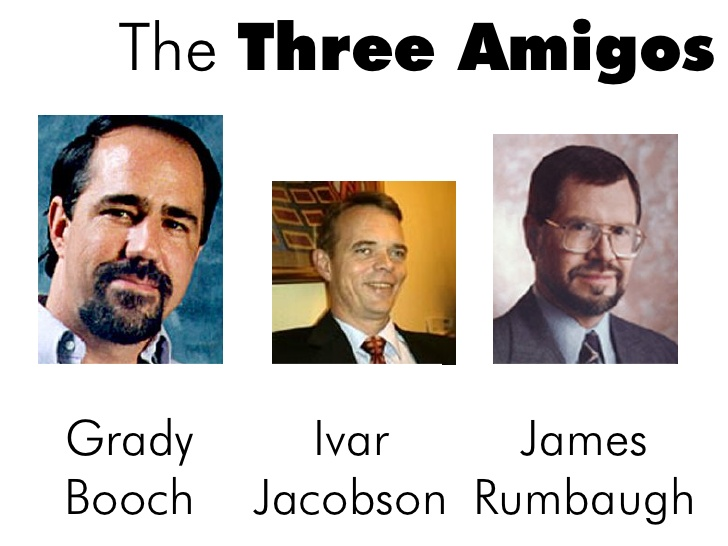 The Three Amigos
Grady Ivar James
Booch Jacobson Rumbaugh